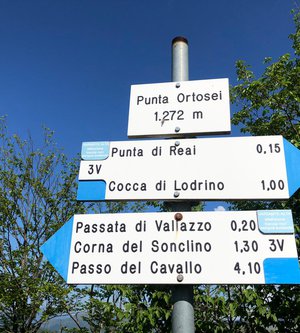 Punta Ortosei
1.272 m
Punta di Reai 0.15
3V
Cocca di Lodrino 1,00
Passata di Vallazzo 0,20
Corna del Sonclino 1,30 3V
Passo del Cavallo 4,10